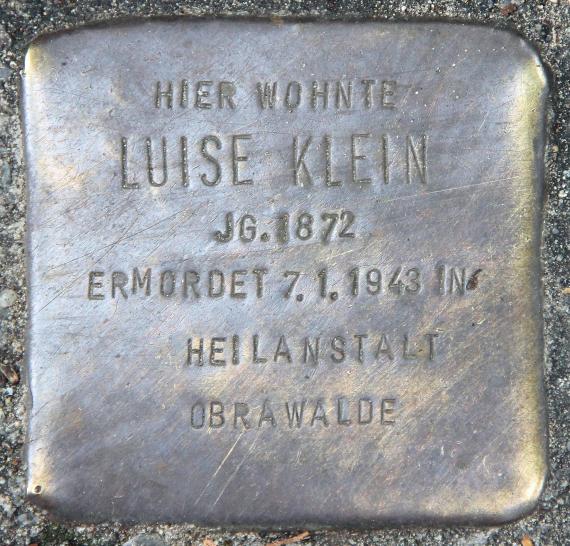 HIER WOHNTE
LUISE KLEIN
JG. 1872
ERMORDET 7.1.1943 IN
HEILANSTALT
OBRAWALDE